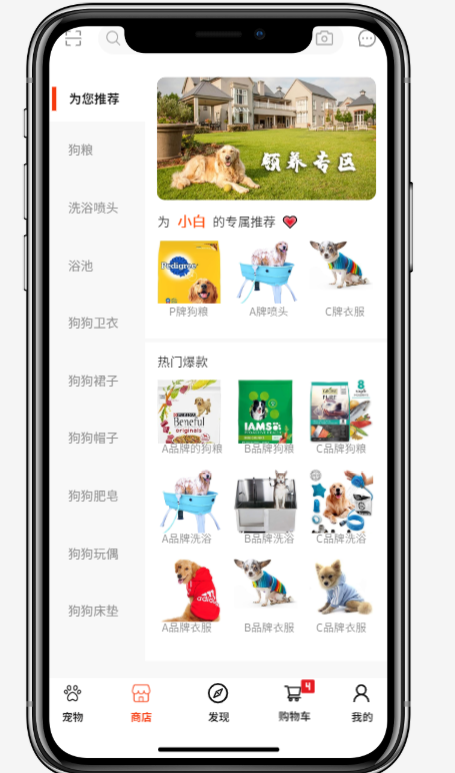 为您推荐
狗粮
洗浴喷头
浴池
狗狗卫衣
狗狗裙子
狗狗帽子
狗狗肥皂
狗狗玩偶
狗狗床垫
领养专区
为 小白 的专属推荐
Pedigree
P牌狗粮
A牌喷头
C牌衣服
热门爆款
PURINA
Beneful
originals
IAMS
8
A品牌的狗粮
B品牌狗粮
C品牌狗粮
A品牌洗浴
B品牌洗浴
C品牌洗浴
adidas
A品牌衣服
B品牌衣服
C品牌衣服
4
宠物
商店
发现
购物车
我的